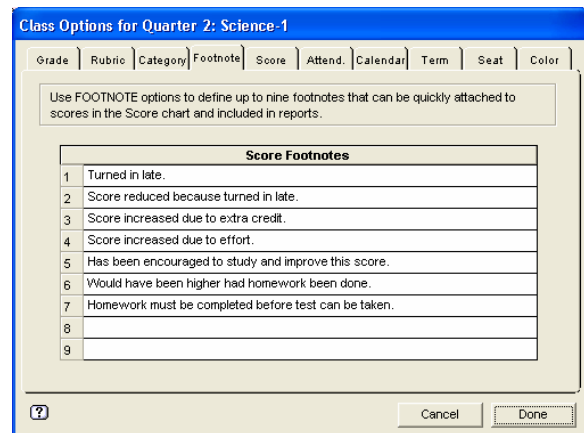 Class Options for Quarter 2: Science-1
Grade Rubric Category Footnote Score Attend. Calendar Term Seat Color
Use FOOTNOTE options to define up to nine footnotes that can be quickly attached to
scores in the Score chart and included in reports.
Score Footnotes
1 Turned in late.
2 Score reduced because turned in late.
3 Score increased due to extra credit.
4 Score increased due to effort.
5 Has been encouraged to study and improve this score.
6 Would have been higher had homework been done.
7 Homework must be completed before test can be taken.
8
9
? Cancel Done